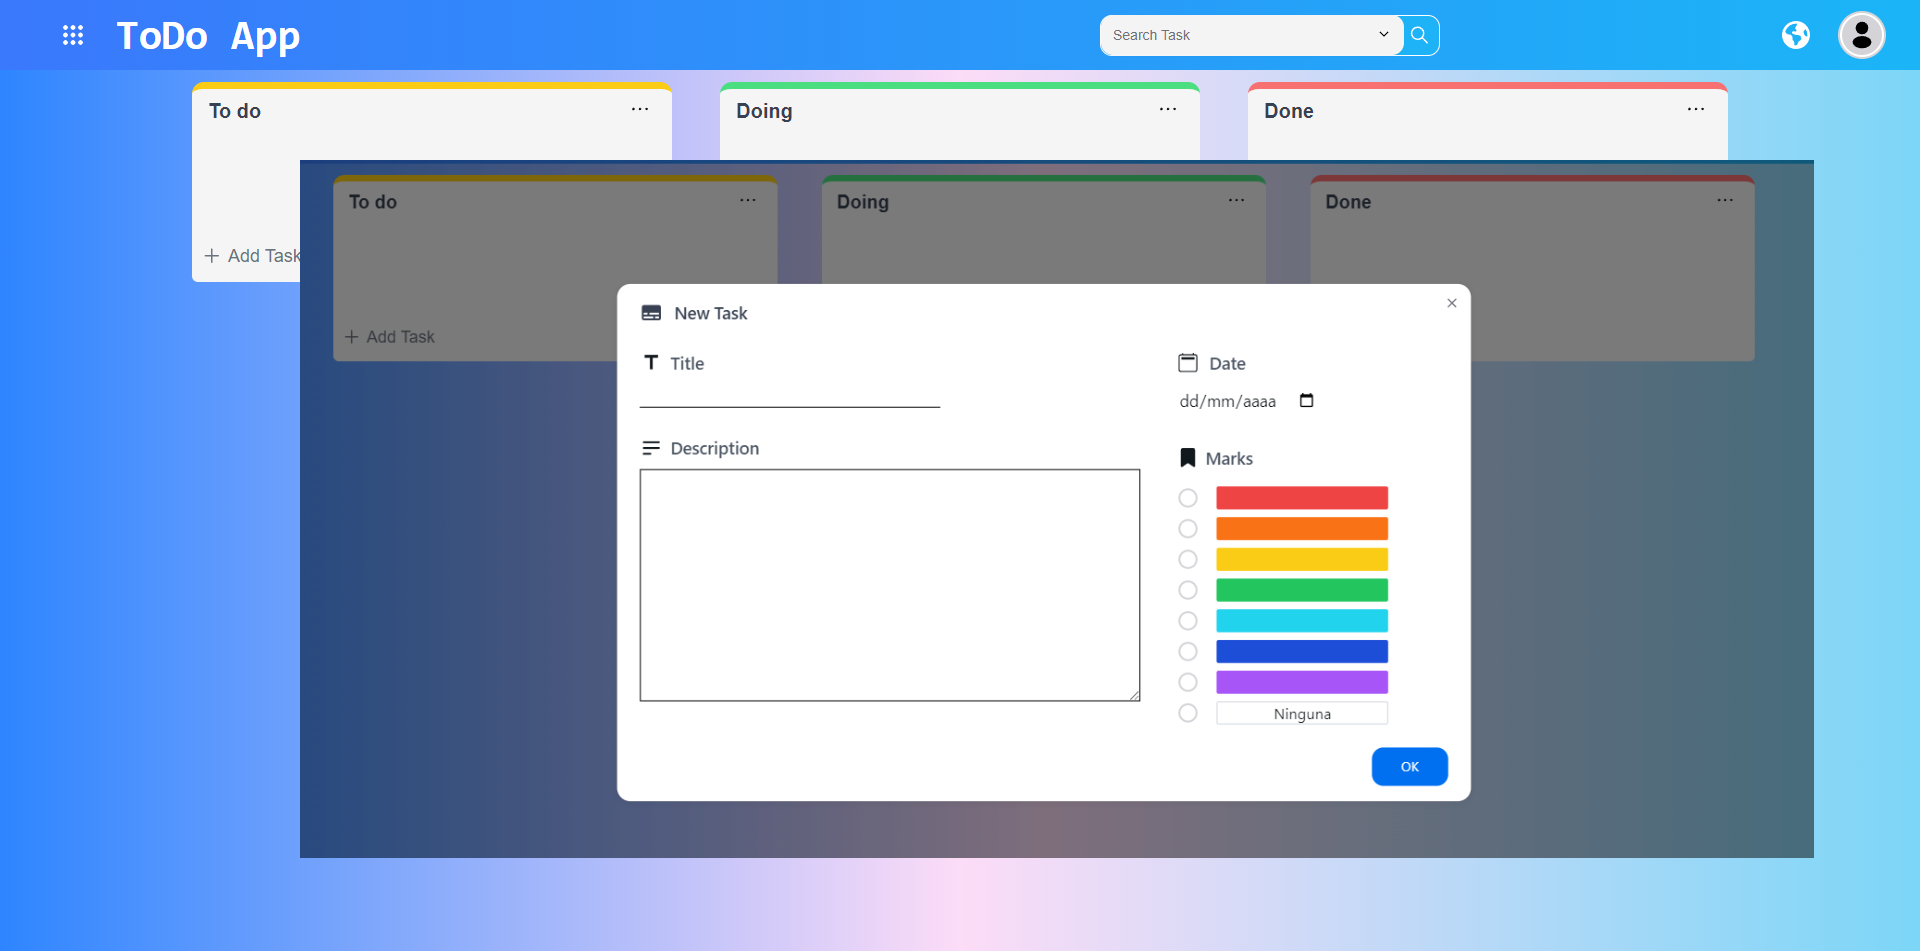 ToDo App
Search Task
To do
Doing
Done
Add Task
To do
Doing
Done
Add Task
New Task
Title
Date
dd/mm/aaaa
Description
Marks
Ninguna
OK